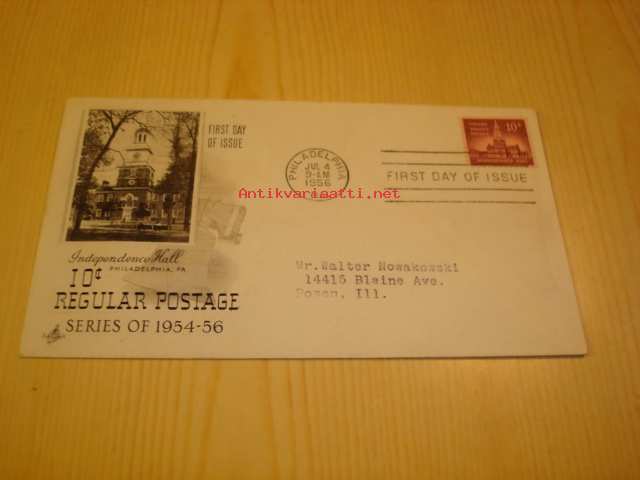 FIRST DAY
OF ISSUE
Independence Hall
PHILADELPHIA, PA
10¢
REGULAR POSTAGE
SERIES OF 1954-56
PHILADELPHIA
JUL 4
9-AM
1956
FIRST DAY OF ISSUE
10¢
Mr. Walter Nowakowski
14415 Blaine Ave.
Posen, Ill.
Antikvariaatti.net